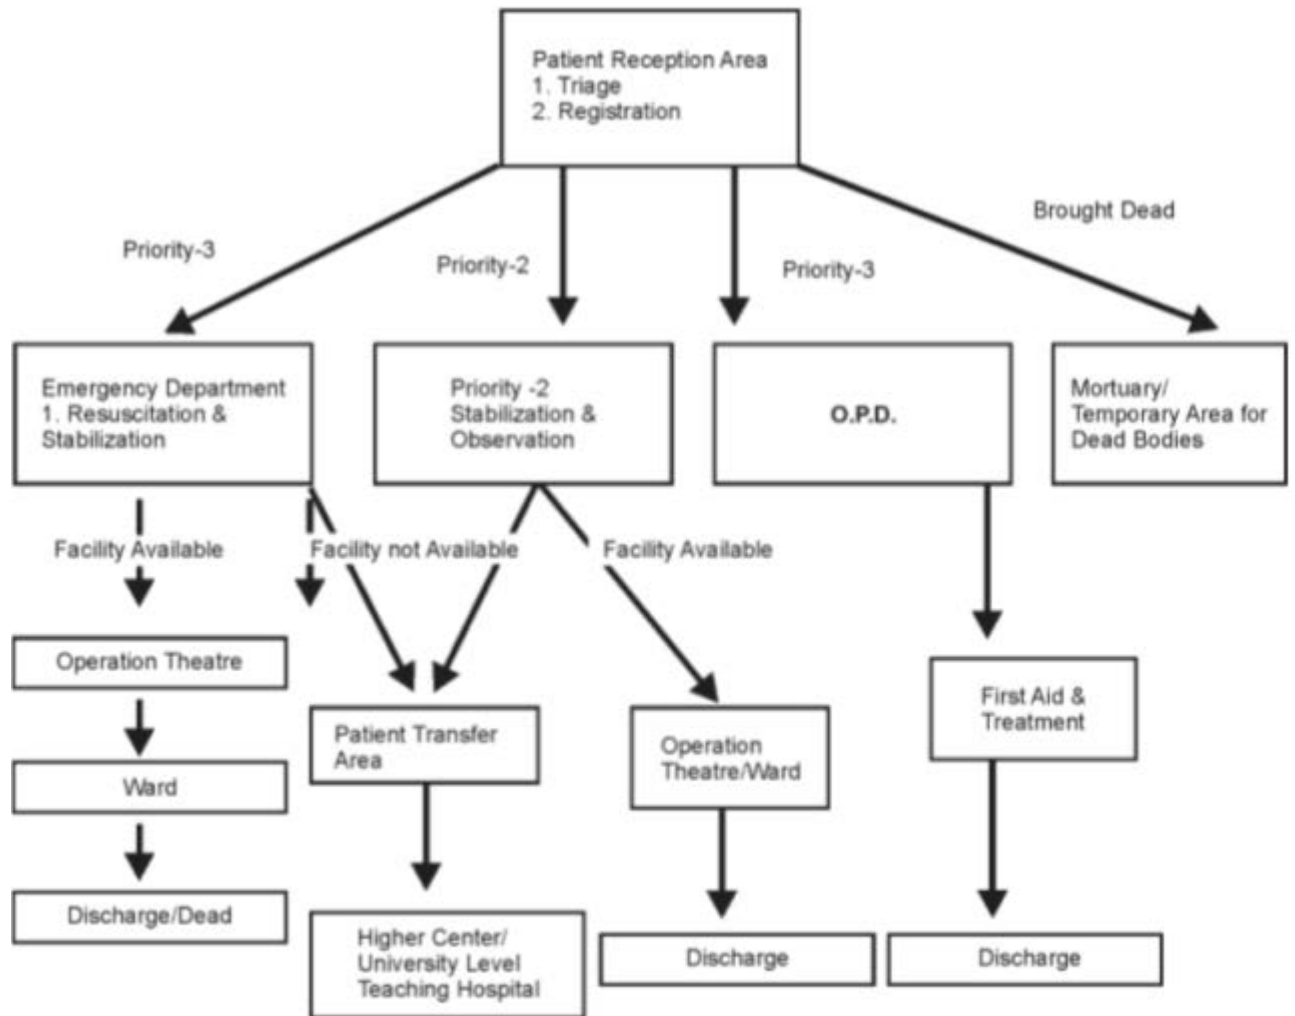 Patient Reception Area
1. Triage
2. Registration
Priority-3
Priority-2
Priority-3
Brought Dead
Emergency Department
1. Resuscitation &
Stabilization
Priority -2
Stabilization &
Observation
O.P.D.
Mortuary/
Temporary Area for
Dead Bodies
Facility Available
Facility not Available
Facility Available
Operation Theatre
Ward
Discharge/Dead
Patient Transfer
Area
Higher Center/
University Level
Teaching Hospital
Operation
Theatre/Ward
Discharge
First Aid &
Treatment
Discharge